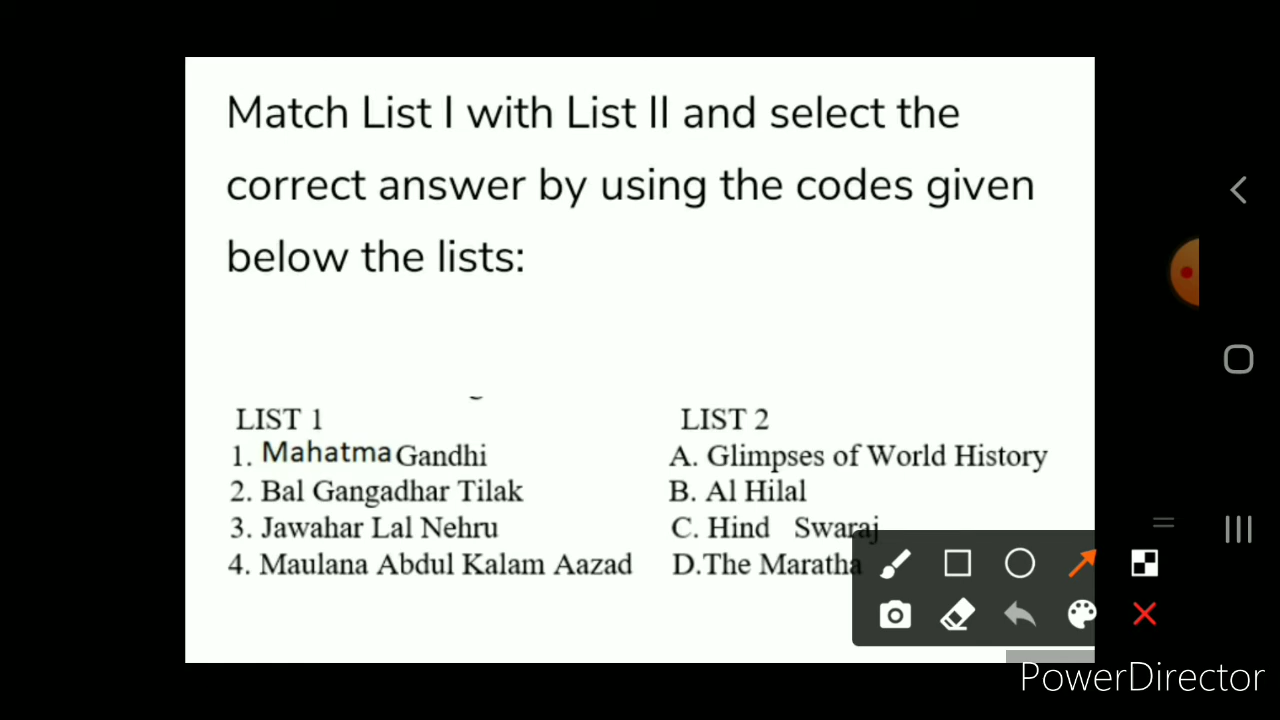 Match List I with List II and select the
correct answer by using the codes given
below the lists:
LIST 1 LIST 2
1. Mahatma Gandhi A. Glimpses of World History
2. Bal Gangadhar Tilak B. Al Hilal
3. Jawahar Lal Nehru C. Hind Swaraj
4. Maulana Abdul Kalam Aazad D.The Maratha
PowerDirector